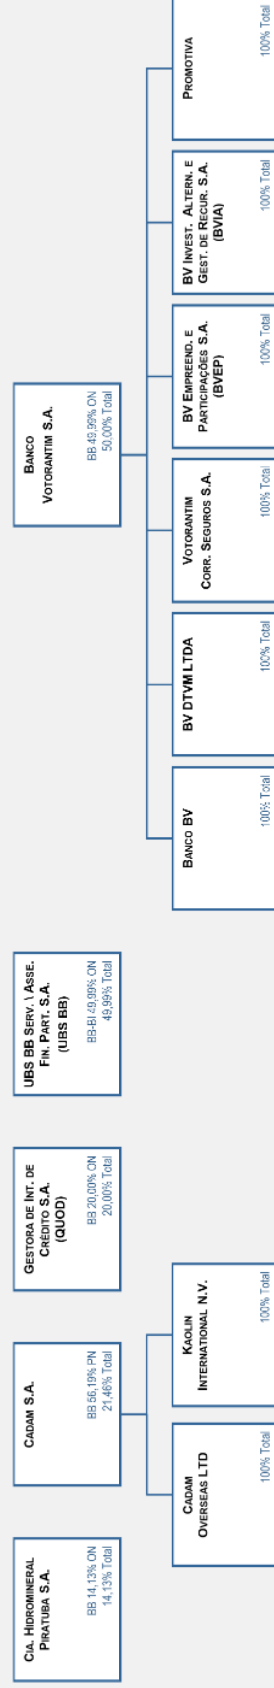 CIA. HIDROMINERAL
PIRATUBA S.A.
BB 14,13% ON
14,13% Total
CADAM S.A.
BB 56,19% PN
21,46% Total
GESTORA DE INT. DE
CRÉDITO S.A.
(QUOD)
BB 20,00% ON
20,00% Total
UBS BB SERV. \ ASSE.
FIN. PART. S.A.
(UBS BB)
BB-BI 49,99% ON
49,99% Total
BANCO
VOTORANTIM S.A.
BB 49,99% ON
50,00% Total
CADAM
OVERSEAS LTD
100% Total
KAOLIN
INTERNATIONAL N.V.
100% Total
BANCO BV
100% Total
BV DTVM LTDA
100% Total
VOTORANTIM
CORR. SEGUROS S.A.
100% Total
BV EMPREEND. E
PARTICIPAÇÕES S.A.
(BVEP)
100% Total
BV INVEST. ALTERN. E
GEST. DE RECUR. S.A.
(BVIA)
100% Total
PROMOTIVA
100% Total